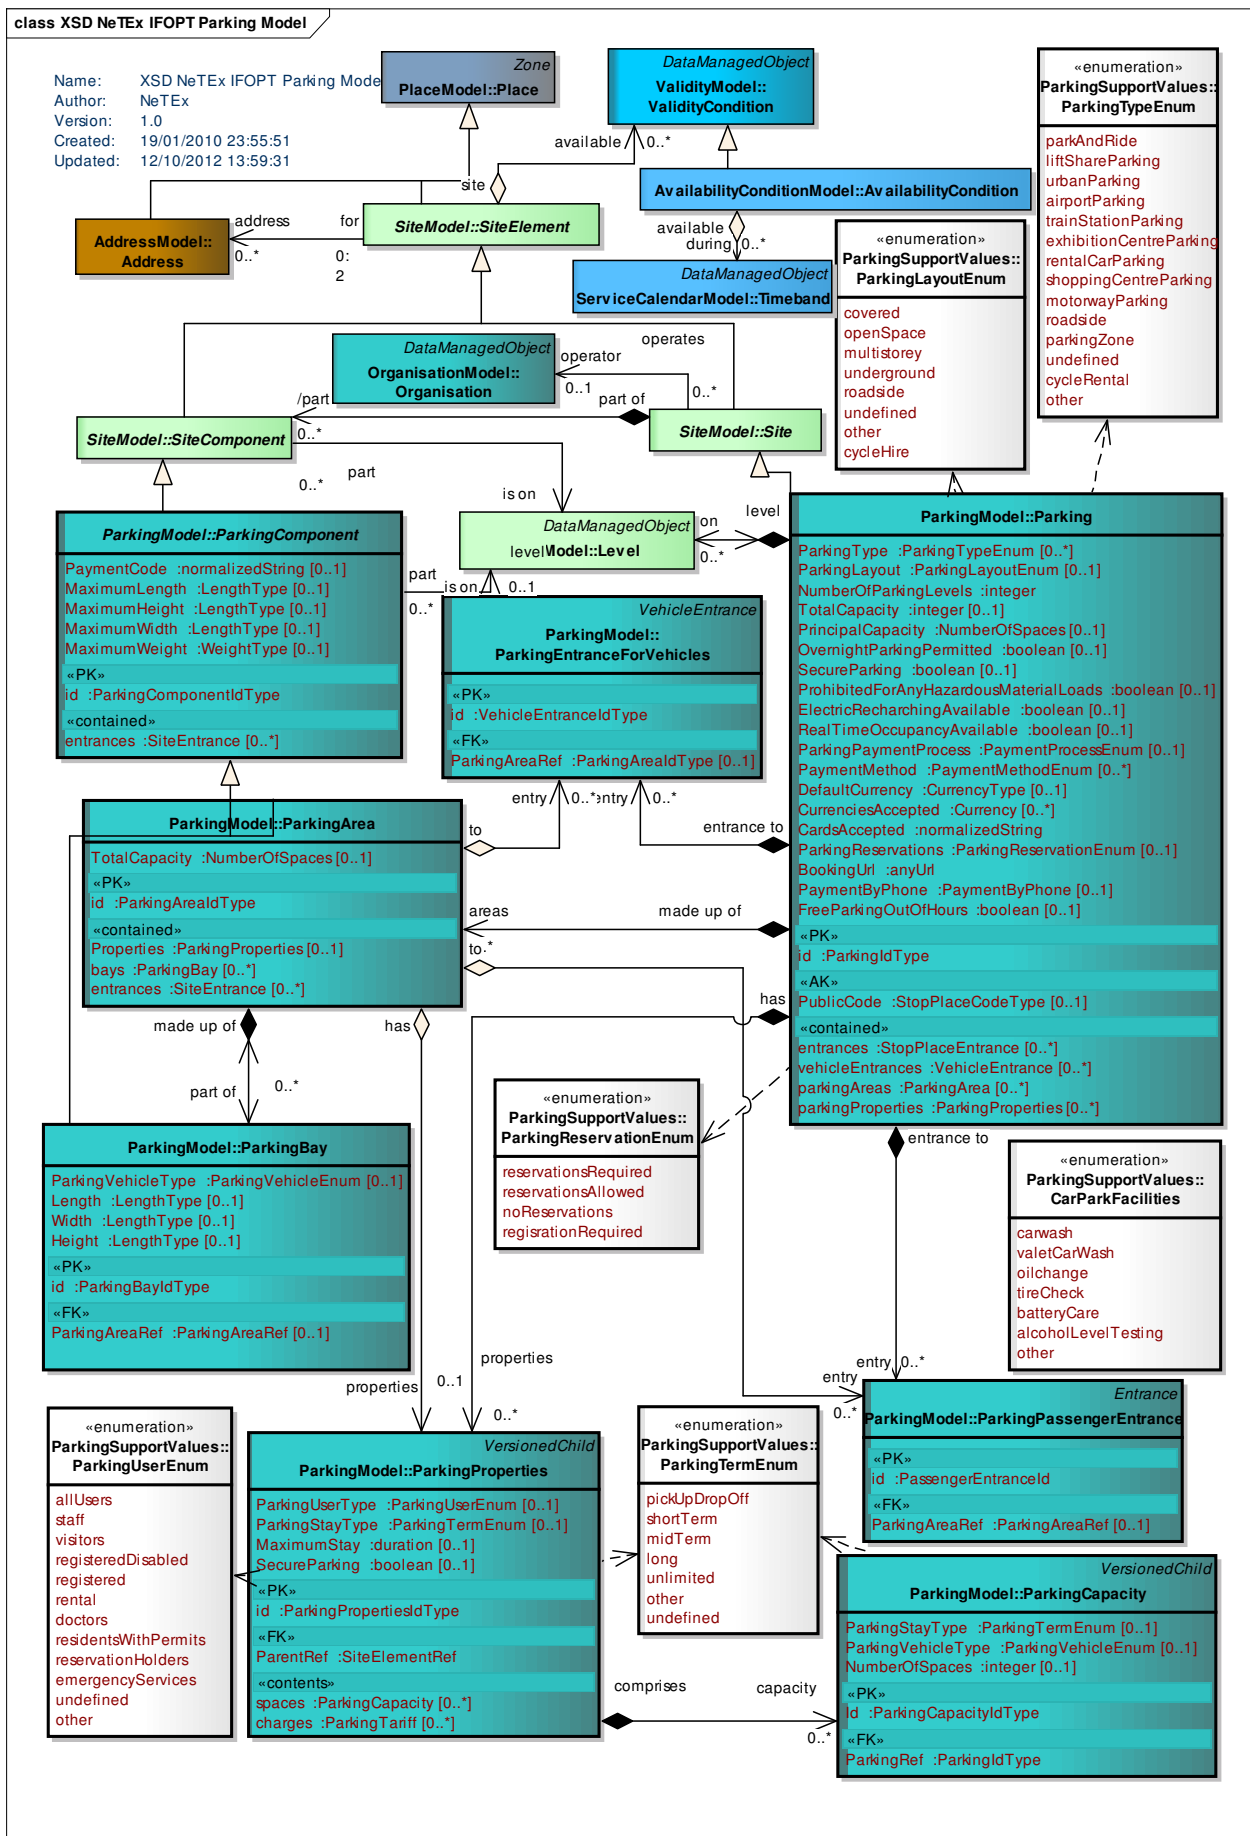 class XSD NeTEx IFOPT Parking Model
Name: XSD NeTEx IFOPT Parking Mode
Author: NeTEx
Version: 1.0
Created: 19/01/2010 23:55:51
Updated: 12/10/2012 13:59:31
Zone
PlaceModel::Place
DataManagedObject
ValidityModel::
ValidityCondition
«enumeration»
ParkingSupportValues::
ParkingTypeEnum
parkAndRide
liftShareParking
urbanParking
airportParking
trainStationParking
exhibitionCentreParking
rentalCarParking
shoppingCentreParking
motorwayParking
roadside
parkingZone
undefined
cycleRental
other
available 0..*
site
AvailabilityConditionModel::AvailabilityCondition
available
during 0..*
DataManagedObject
ServiceCalendarModel::Timeband
SiteModel::SiteElement
address
0..*
for
0:
2
AddressModel::
Address
«enumeration»
ParkingSupportValues::
ParkingLayoutEnum
covered
openSpace
multistorey
underground
roadside
undefined
other
cycleHire
DataManagedObject
OrganisationModel::
Organisation
operator
0..1
operates
0..*
/part
0..*
part of
SiteModel::SiteComponent
SiteModel::Site
part
0..*
is on
DataManagedObject
levelModel::Level
on
0..*
level
part
0..*
is on
0..1
ParkingModel::ParkingComponent
PaymentCode :normalizedString [0..1]
MaximumLength :LengthType [0..1]
MaximumHeight :LengthType [0..1]
MaximumWidth :LengthType [0..1]
MaximumWeight :WeightType [0..1]
«PK»
id :ParkingComponentIdType
«contained»
entrances :SiteEntrance [0..*]
VehicleEntrance
ParkingModel::
ParkingEntranceForVehicles
«PK»
id :VehicleEntranceIdType
«FK»
ParkingAreaRef :ParkingAreaIdType [0..1]
ParkingModel::Parking
ParkingType :ParkingTypeEnum [0..*]
ParkingLayout :ParkingLayoutEnum [0..1]
NumberOfParkingLevels :integer
TotalCapacity :integer [0..1]
PrincipalCapacity :NumberOfSpaces [0..1]
OvernightParkingPermitted :boolean [0..1]
SecureParking :boolean [0..1]
ProhibitedForAnyHazardousMaterialLoads :boolean [0..1]
ElectricRecharchingAvailable :boolean [0..1]
RealTimeOccupancyAvailable :boolean [0..1]
ParkingPaymentProcess :PaymentProcessEnum [0..1]
PaymentMethod :PaymentMethodEnum [0..*]
DefaultCurrency :CurrencyType [0..1]
CurrenciesAccepted :Currency [0..*]
CardsAccepted :normalizedString
ParkingReservations :ParkingReservationEnum [0..1]
BookingUrl :anyUrl
PaymentByPhone :PaymentByPhone [0..1]
FreeParkingOutOfHours :boolean [0..1]
«PK»
id :ParkingIdType
«AK»
PublicCode :StopPlaceCodeType [0..1]
«contained»
entrances :StopPlaceEntrance [0..*]
vehicleEntrances :VehicleEntrance [0..*]
parkingAreas :ParkingArea [0..*]
parkingProperties :ParkingProperties [0..*]
entry 0..*
entry 0..*
to
entrance to
ParkingModel::ParkingArea
TotalCapacity :NumberOfSpaces [0..1]
«PK»
id :ParkingAreaIdType
«contained»
Properties :ParkingProperties [0..1]
bays :ParkingBay [0..*]
entrances :SiteEntrance [0..*]
areas
made up of
to.*
has
made up of
0..*
part of
has
«enumeration»
ParkingSupportValues::
ParkingReservationEnum
reservationsRequired
reservationsAllowed
noReservations
regisrationRequired
ParkingModel::ParkingBay
ParkingVehicleType :ParkingVehicleEnum [0..1]
Length :LengthType [0..1]
Width :LengthType [0..1]
Height :LengthType [0..1]
«PK»
id :ParkingBayIdType
«FK»
ParkingAreaRef :ParkingAreaRef [0..1]
entrance to
«enumeration»
ParkingSupportValues::
CarParkFacilities
carwash
valetCarWash
oilchange
tireCheck
batteryCare
alcoholLevelTesting
other
properties
0..1
properties
0..*
entry
0..*
entry 0..*
Entrance
ParkingModel::ParkingPassengerEntrance
«PK»
id :PassengerEntranceId
«FK»
ParkingAreaRef :ParkingAreaRef [0..1]
«enumeration»
ParkingSupportValues::
ParkingUserEnum
allUsers
staff
visitors
registeredDisabled
registered
rental
doctors
residentsWithPermits
reservationHolders
emergencyServices
undefined
other
VersionedChild
ParkingModel::ParkingProperties
ParkingUserType :ParkingUserEnum [0..1]
ParkingStayType :ParkingTermEnum [0..1]
MaximumStay :duration [0..1]
SecureParking :boolean [0..1]
«PK»
id :ParkingPropertiesIdType
«FK»
ParentRef :SiteElementRef
«contents»
spaces :ParkingCapacity [0..*]
charges :ParkingTariff [0..*]
«enumeration»
ParkingSupportValues::
ParkingTermEnum
pickUpDropOff
shortTerm
midTerm
long
unlimited
other
undefined
comprises
capacity
0..*
VersionedChild
ParkingModel::ParkingCapacity
ParkingStayType :ParkingTermEnum [0..1]
ParkingVehicleType :ParkingVehicleEnum [0..1]
NumberOfSpaces :integer [0..1]
«PK»
Id :ParkingCapacityIdType
«FK»
ParkingRef :ParkingIdType